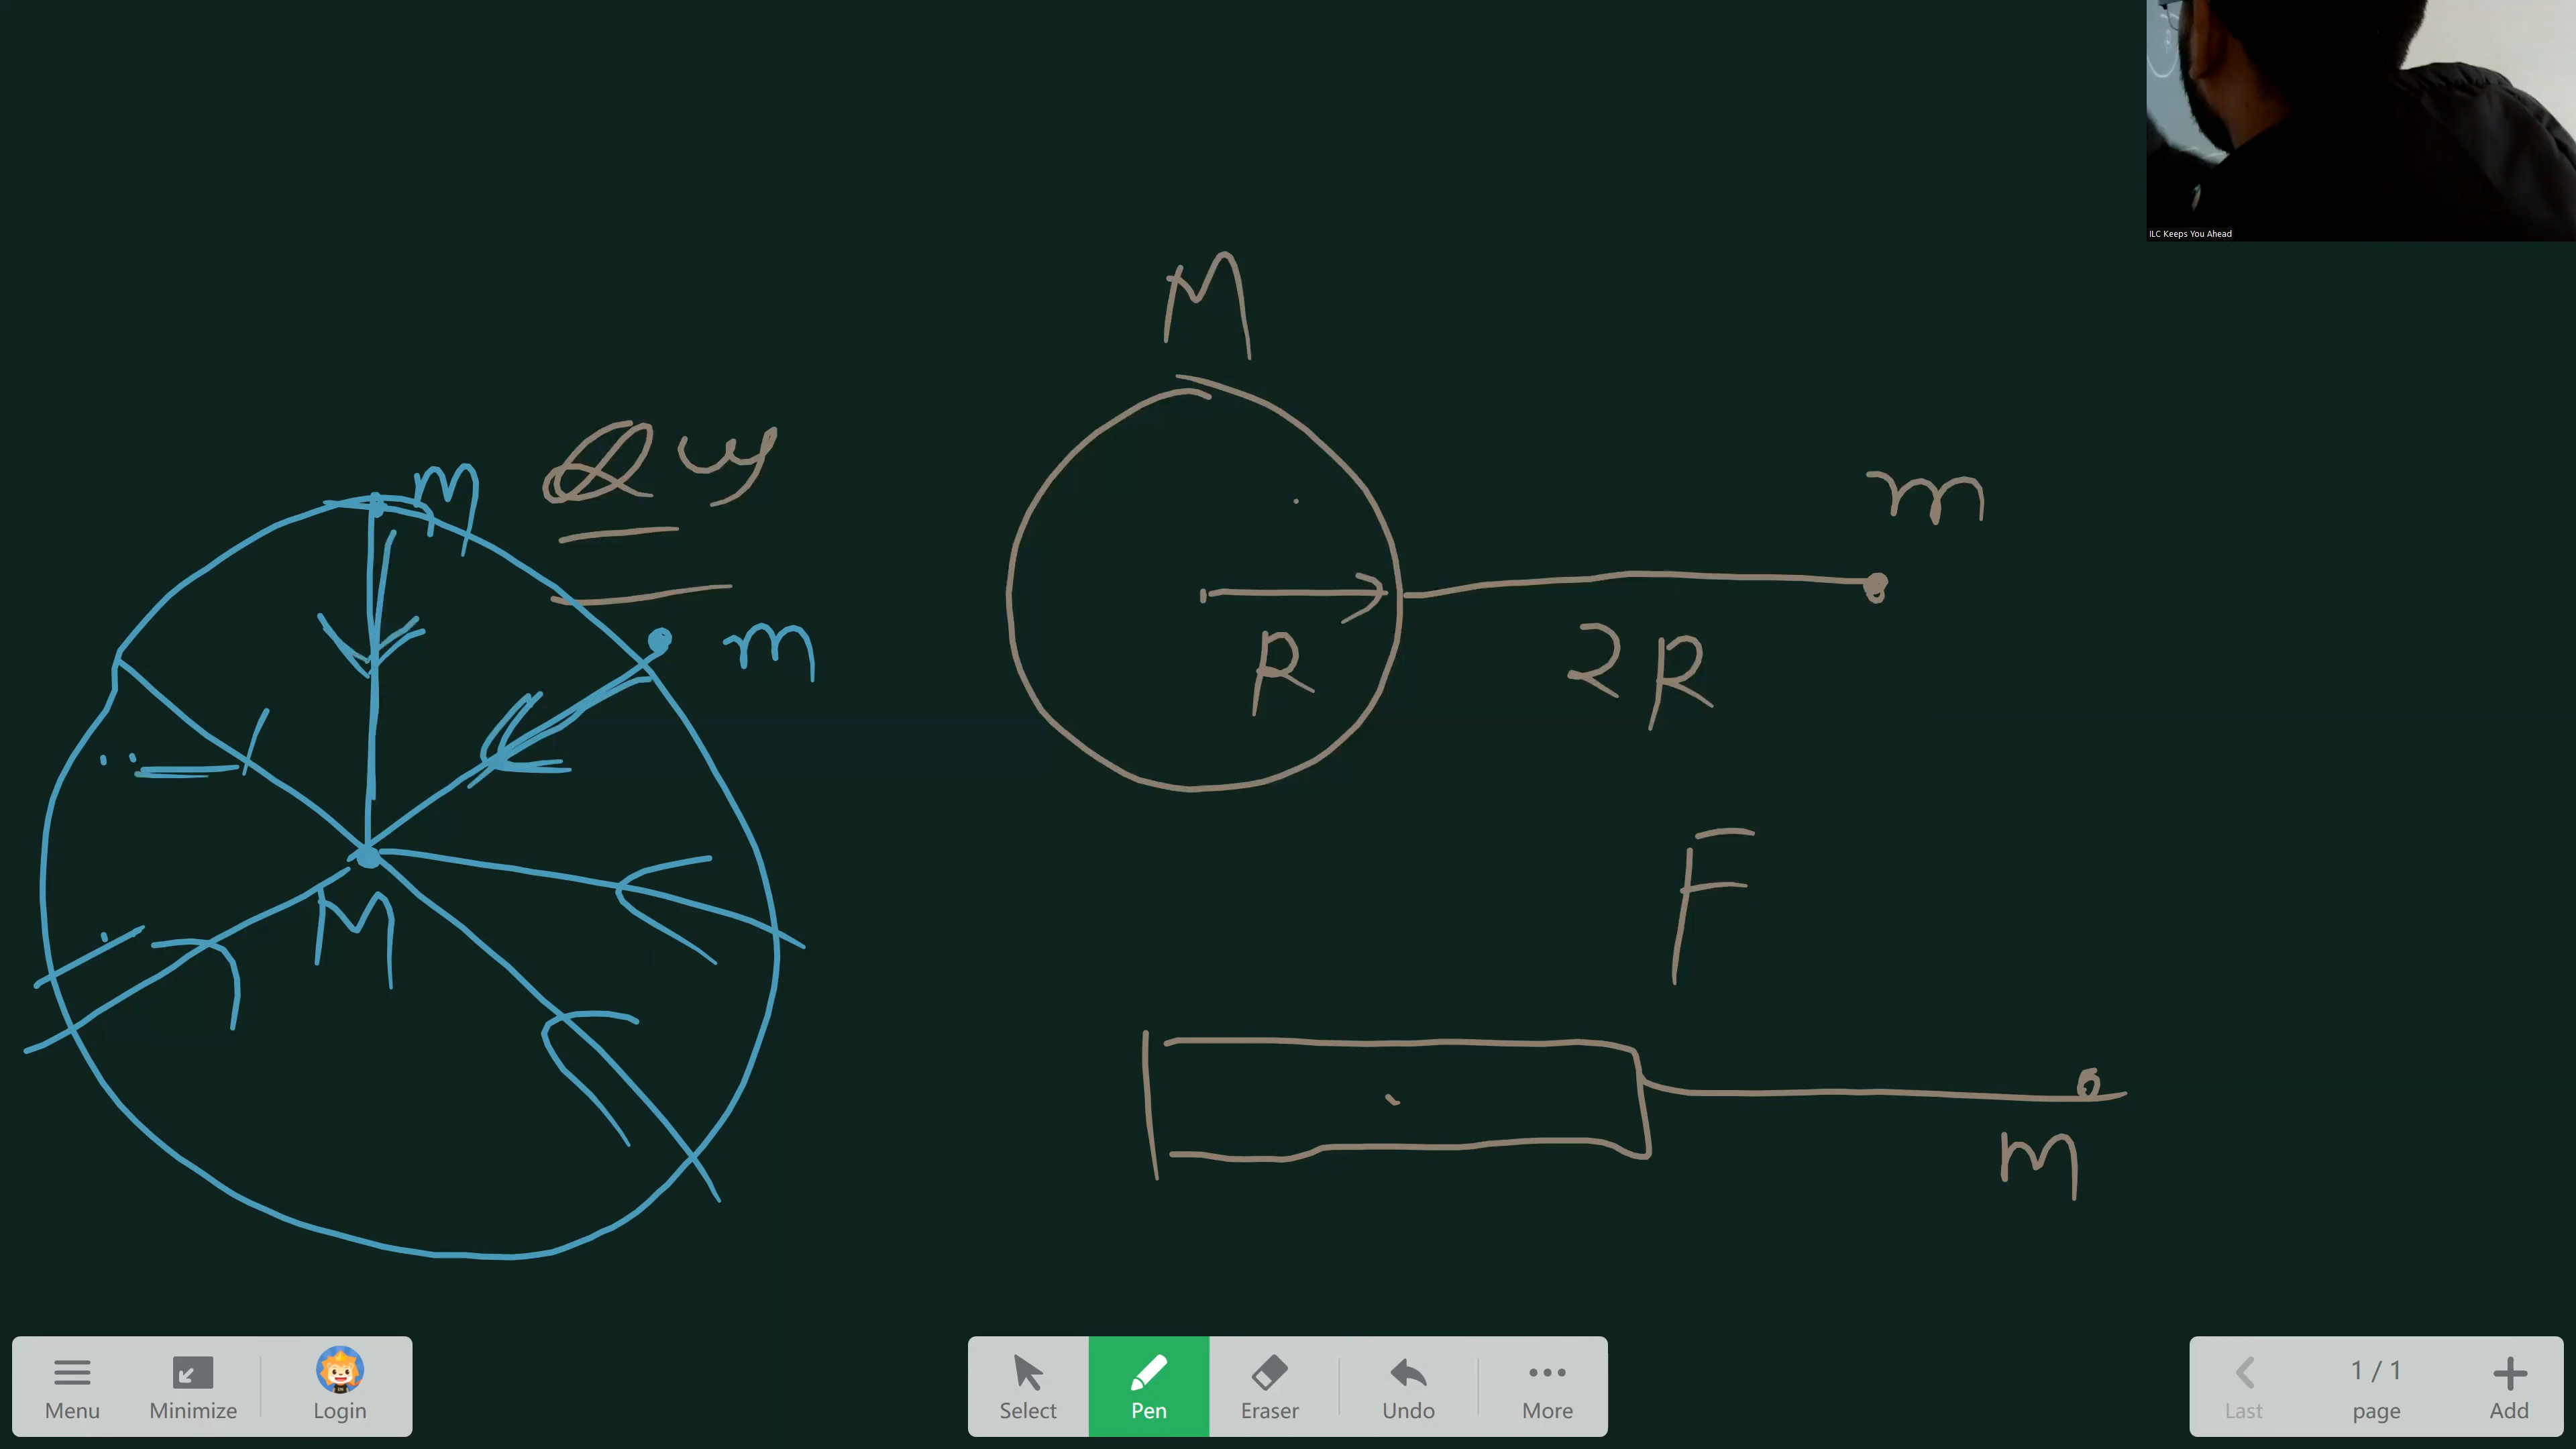 ILC Keeps You Ahead
M
m
m
m
R
2R
M
F
m
Menu
Minimize
Login
Select
Pen
Eraser
Undo
More
Last
1 / 1
page
Add